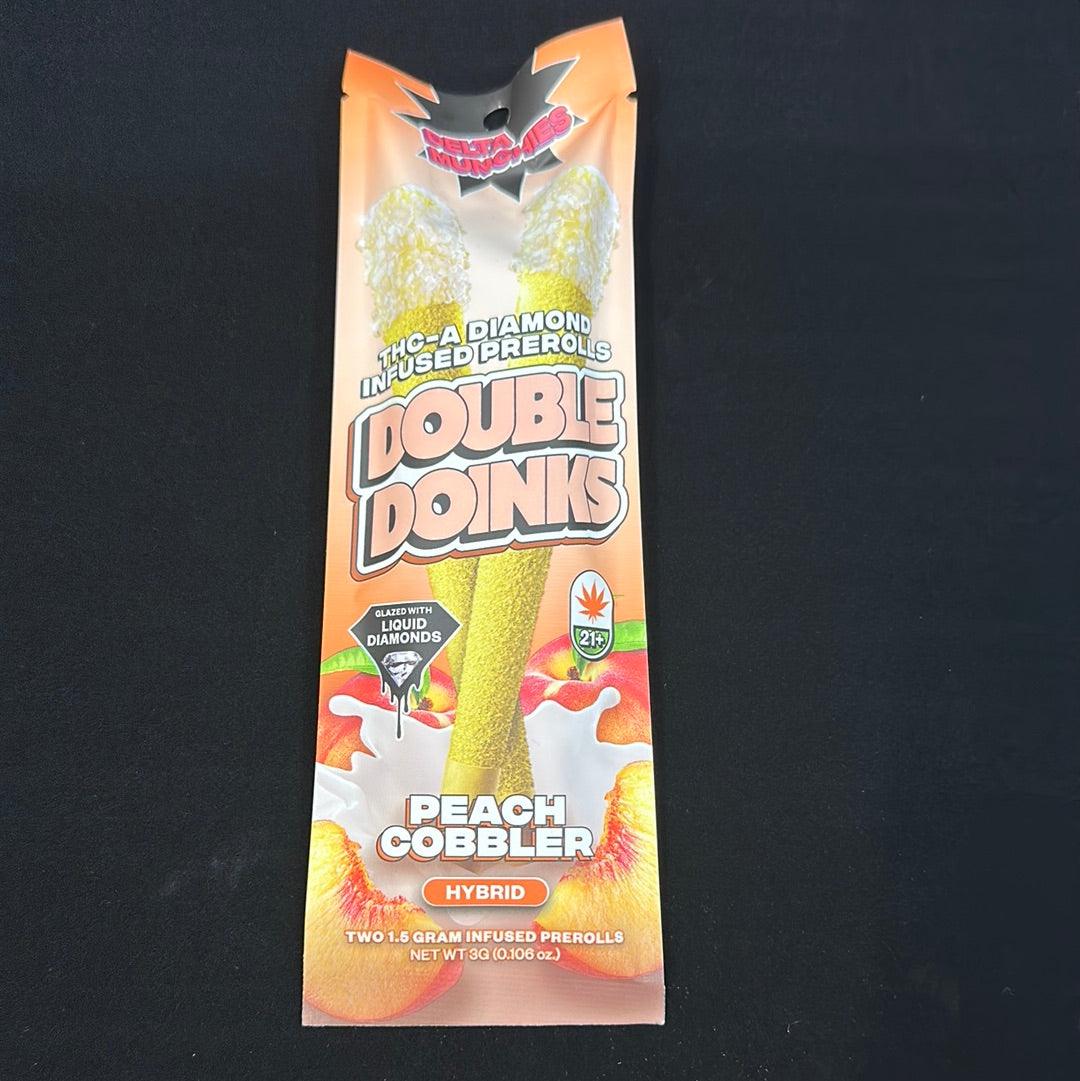 DELTA
MUNCHIES
THC-A DIAMOND
INFUSED PREROLLS
DOUBLE
DOINKS
GLAZED WITH
LIQUID
DIAMONDS
21+
PEACH
COBBLER
HYBRID
TWO 1.5 GRAM INFUSED PREROLLS
NET WT 3G (0.106 oz.)